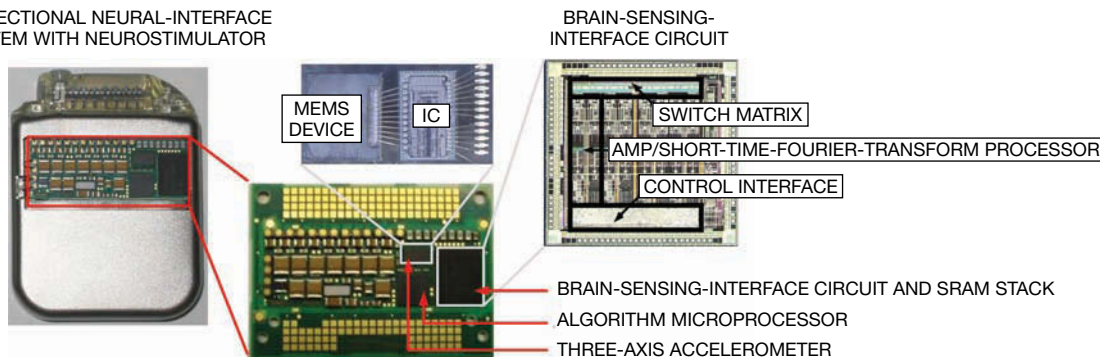 ECTIONAL NEURAL-INTERFACE
TEM WITH NEUROSTIMULATOR
BRAIN-SENSING-
INTERFACE CIRCUIT
MEMS
DEVICE
IC
SWITCH MATRIX
AMP/SHORT-TIME-FOURIER-TRANSFORM PROCESSOR
CONTROL INTERFACE
BRAIN-SENSING-INTERFACE CIRCUIT AND SRAM STACK
ALGORITHM MICROPROCESSOR
THREE-AXIS ACCELEROMETER